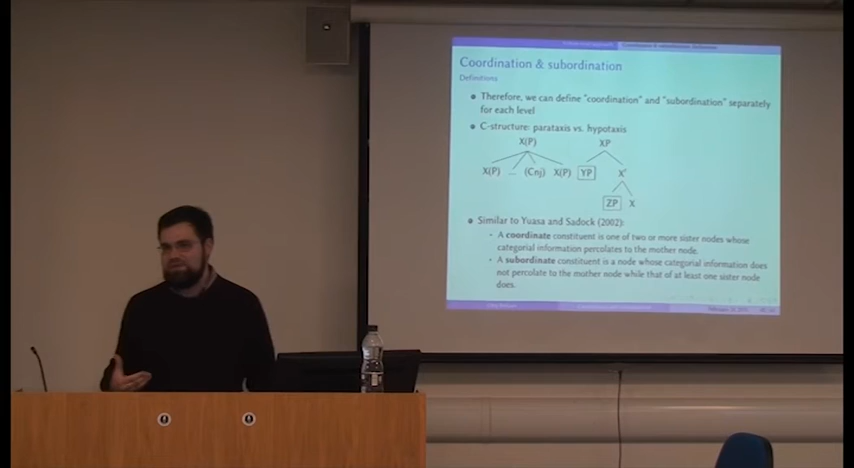 Coordination & subordination
Definitions
Therefore, we can define "coordination" and "subordination" separately
for each level
C-structure: parataxis vs. hypotaxis
X(P) XP
X(P) ... (Cnj) X(P) YP X'
ZP X
Similar to Yuasa and Sadock (2002):
A coordinate constituent is one of two or more sister nodes whose
categorial information percolates to the mother node.
A subordinate constituent is a node whose categorial information does
not percolate to the mother node while that of at least one sister node
does.